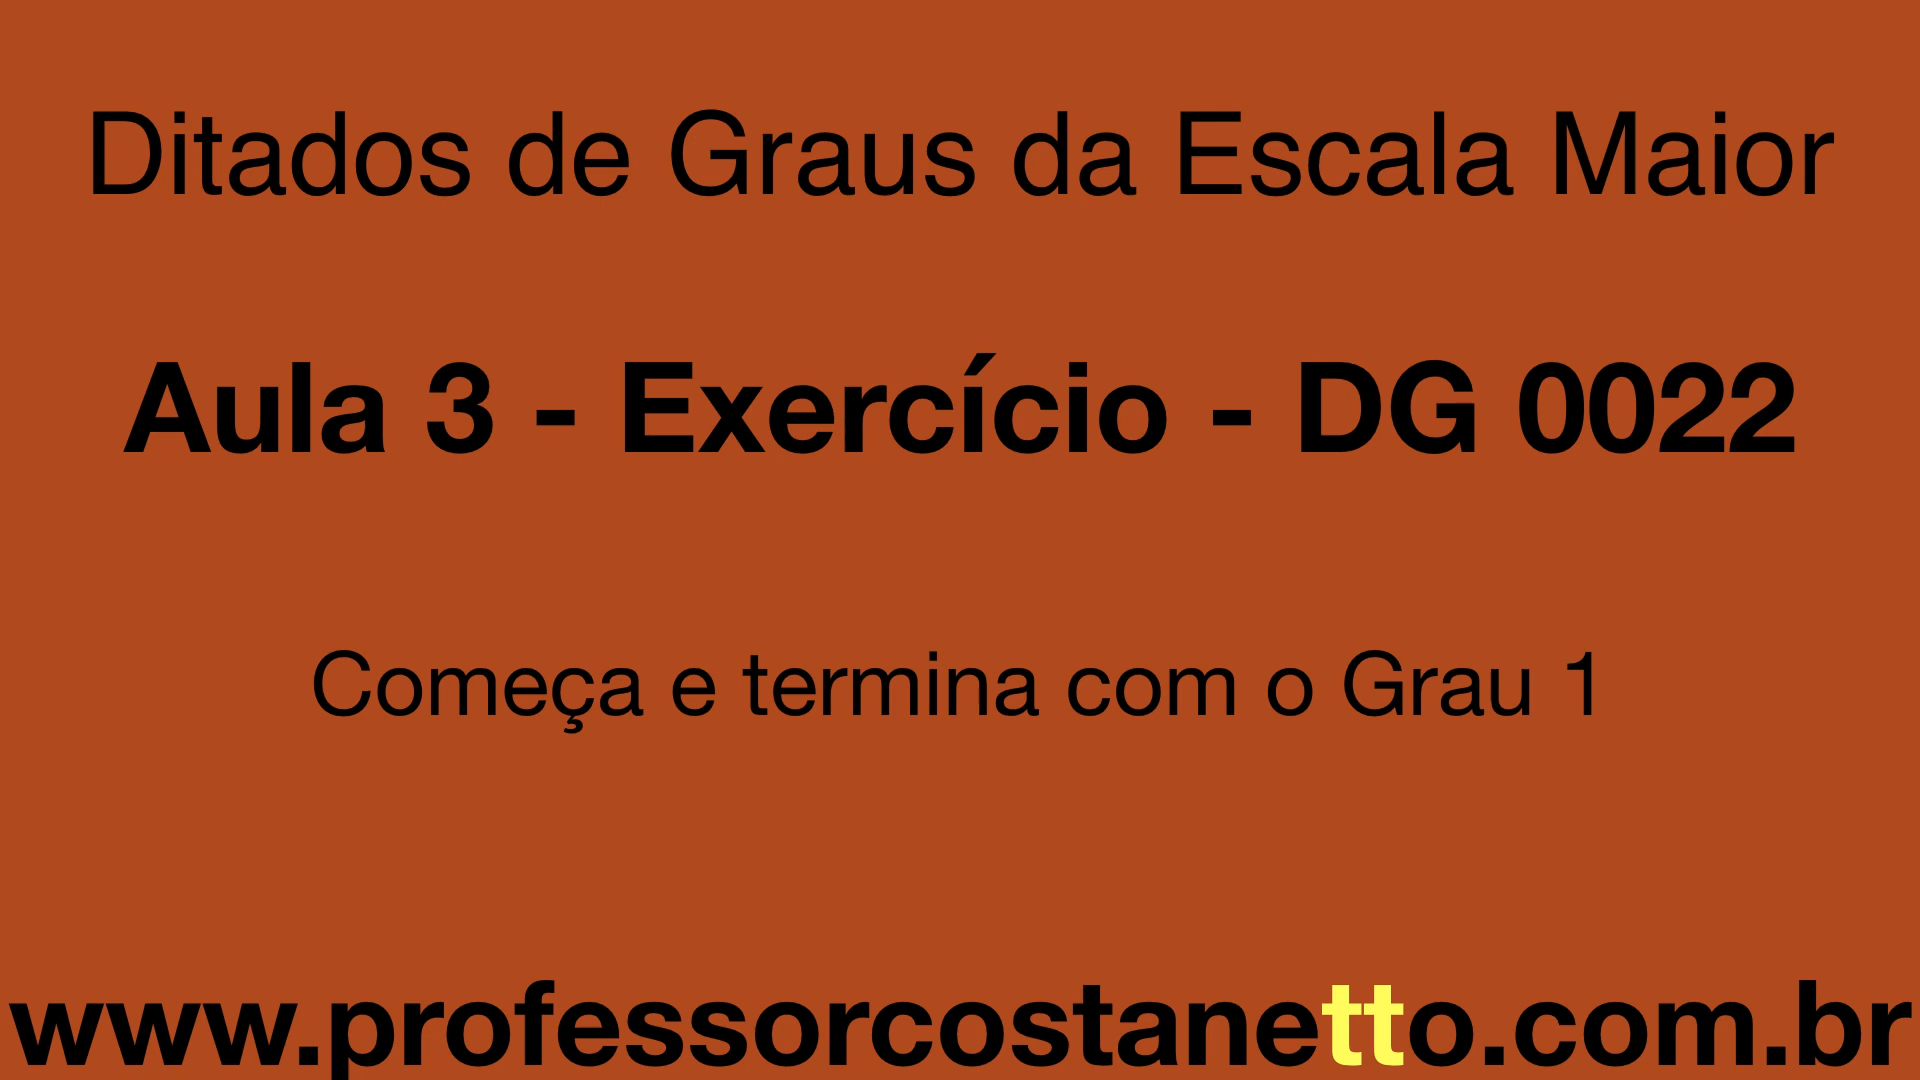 Ditados de Graus da Escala Maior
Aula 3 - Exercício - DG 0022
Começa e termina com o Grau 1
www.professorcostanetto.com.br